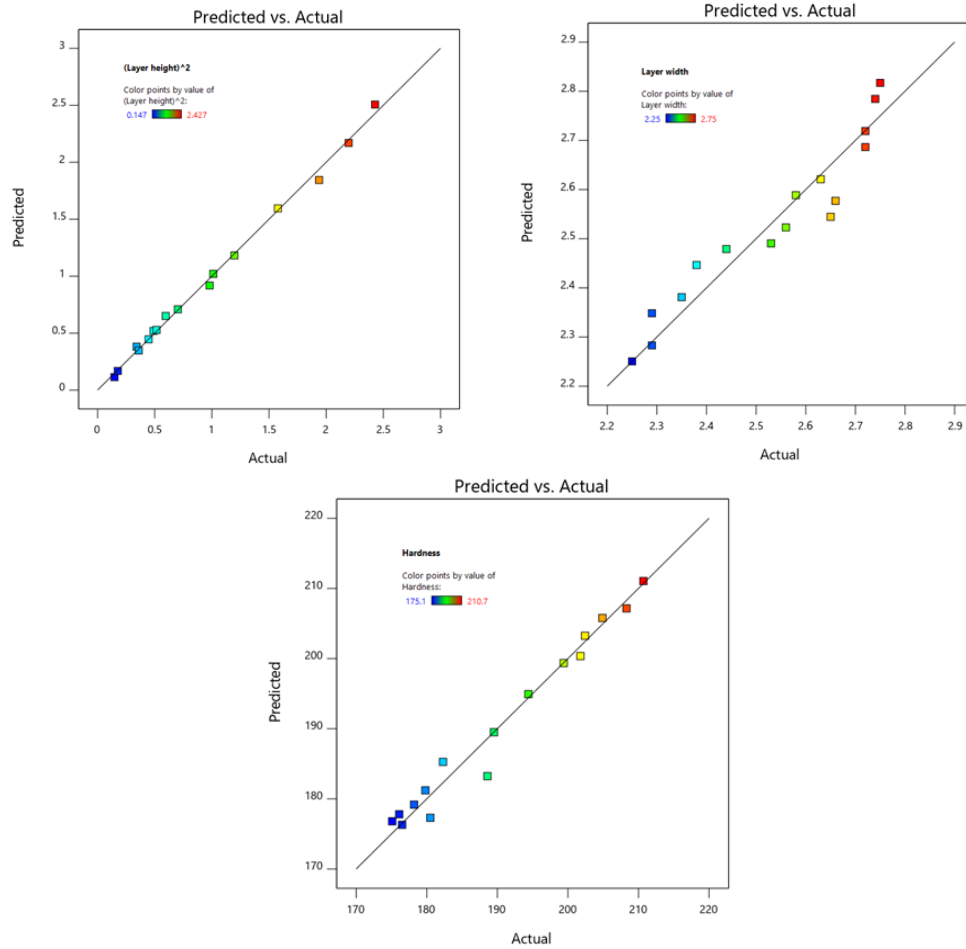 Predicted vs. Actual
(Layer height)^2
Color points by value of
(Layer height)^2:
0.147 2.427
3
2.5
2
1.5
1
0.5
0
Predicted
0 0.5 1 1.5 2 2.5 3
Actual
Predicted vs. Actual
Layer width
Color points by value of
Layer width:
2.25 2.75
2.9
2.8
2.7
2.6
2.5
2.4
2.3
2.2
Predicted
2.2 2.3 2.4 2.5 2.6 2.7 2.8 2.9
Actual
Predicted vs. Actual
Hardness
Color points by value of
Hardness:
175.1 210.7
220
210
200
190
180
170
Predicted
170 180 190 200 210 220
Actual